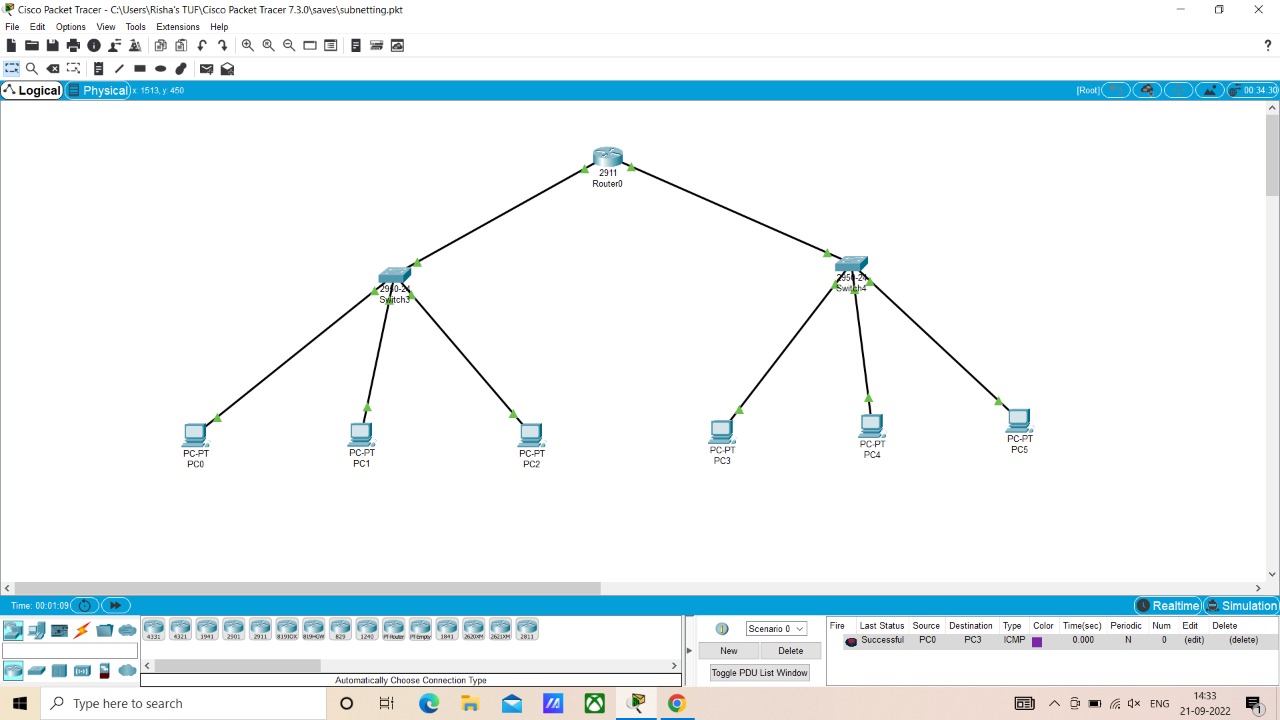 Cisco Packet Tracer - C:\Users\Risha's TUF\Cisco Packet Tracer 7.3.0\saves\subnetting.pkt
File Edit Options View Tools Extensions Help
?
Logical Physical x: 1513, y: 450 [Root] 00:34:30
2911
Router0
2950-24
Switch3
2950-24
Switch4
PC-PT
PC0
PC-PT
PC1
PC-PT
PC2
PC-PT
PC3
PC-PT
PC4
PC-PT
PC5
Time: 00:01:09 Realtime Simulation
4331 4321 1941 2901 2911 819IOX 819HGW 829 1240 PT-Router PT-Empty 1841 2620XM 2621XM 2811
Automatically Choose Connection Type
Scenario 0
New Delete
Toggle PDU List Window
Fire Last Status Source Destination Type Color Time(sec) Periodic Num Edit Delete
Successful PC0 PC3 ICMP 0.000 N 0 (edit) (delete)
Type here to search
ENG
14:33
21-09-2022
1